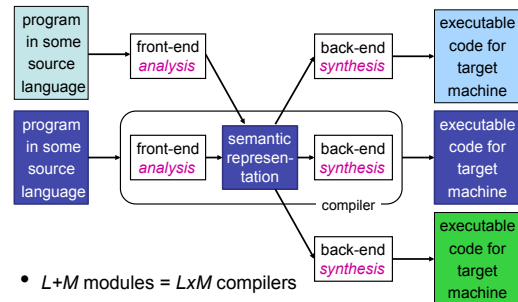 program
in some
source
language
front-end
analysis
back-end
synthesis
executable
code for
target
machine
program
in some
source
language
front-end
analysis
semantic
represen-
tation
back-end
synthesis
executable
code for
target
machine
compiler
back-end
synthesis
executable
code for
target
machine
• L+M modules = LxM compilers